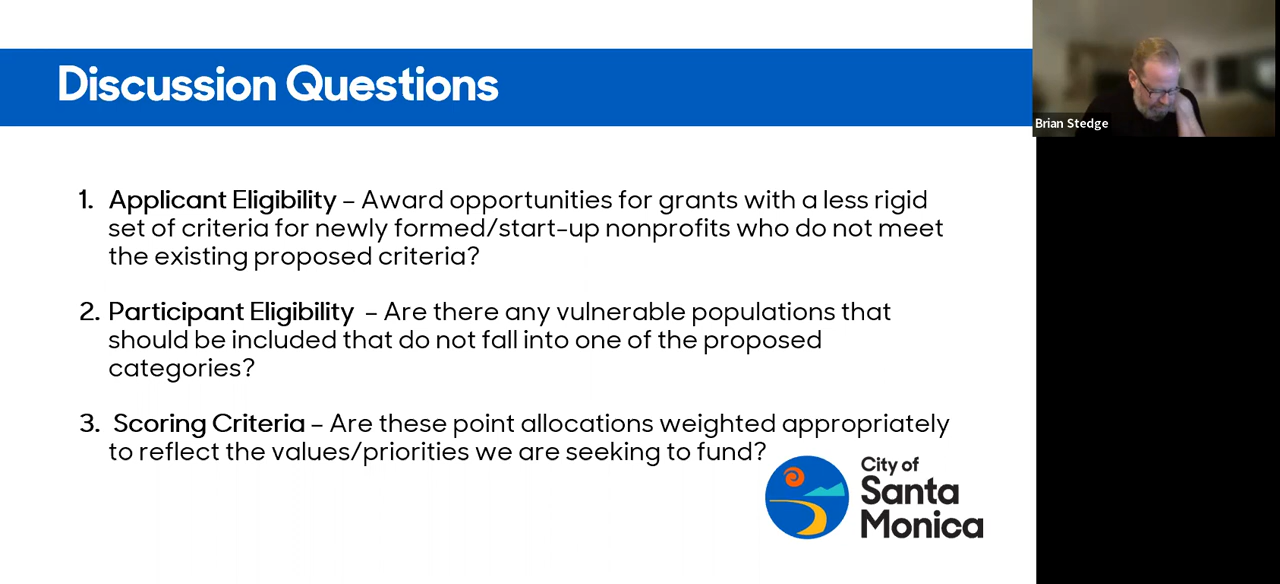 Discussion Questions
Brian Stedge
1. Applicant Eligibility – Award opportunities for grants with a less rigid
set of criteria for newly formed/start-up nonprofits who do not meet
the existing proposed criteria?
2. Participant Eligibility – Are there any vulnerable populations that
should be included that do not fall into one of the proposed
categories?
3. Scoring Criteria – Are these point allocations weighted appropriately
to reflect the values/priorities we are seeking to fund?
City of
Santa
Monica